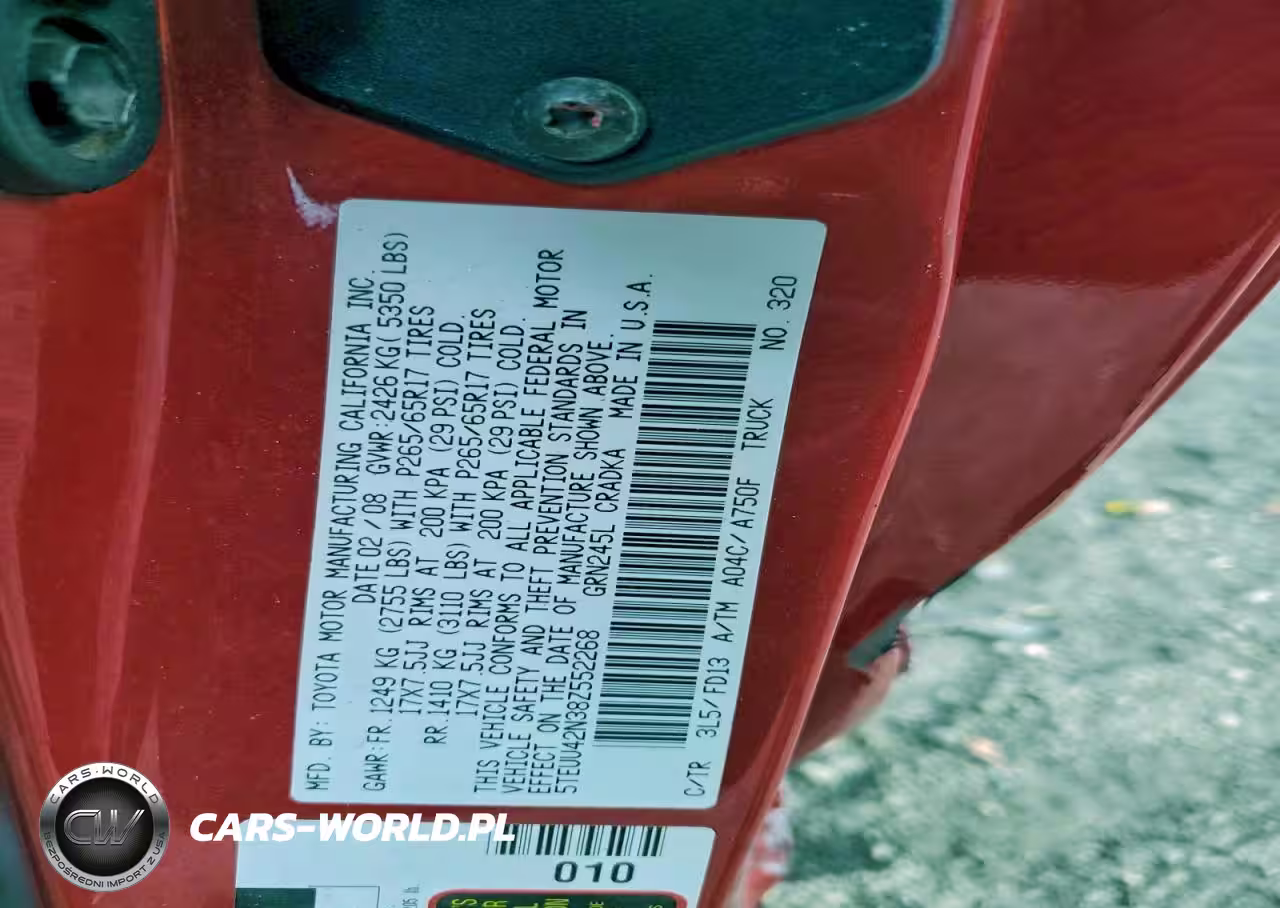 MFD. BY: TOYOTA MOTOR MANUFACTURING CALIFORNIA INC.
DATE 02 / 08 GVWR: 2426 KG( 5350 LBS)
GAWR: FR. 1249 KG (2755 LBS) WITH P265/65R17 TIRES
17X7.5JJ RIMS AT 200 KPA (29 PSI) COLD.
RR. 1410 KG (3110 LBS) WITH P265/65R17 TIRES
17X7.5JJ RIMS AT 200 KPA (29 PSI) COLD.
THIS VEHICLE CONFORMS TO ALL APPLICABLE FEDERAL MOTOR
VEHICLE SAFETY AND THEFT PREVENTION STANDARDS IN
EFFECT ON THE DATE OF MANUFACTURE SHOWN ABOVE.
5TEUU42N38Z552268 GRN245L CRADKA MADE IN U.S.A.
C/TR 3L5/FD13 A/TM A04C/A750F TRUCK NO. 320
010
CARS-WORLD
CW
BEZPOŚREDNI IMPORT Z USA
CARS-WORLD.PL